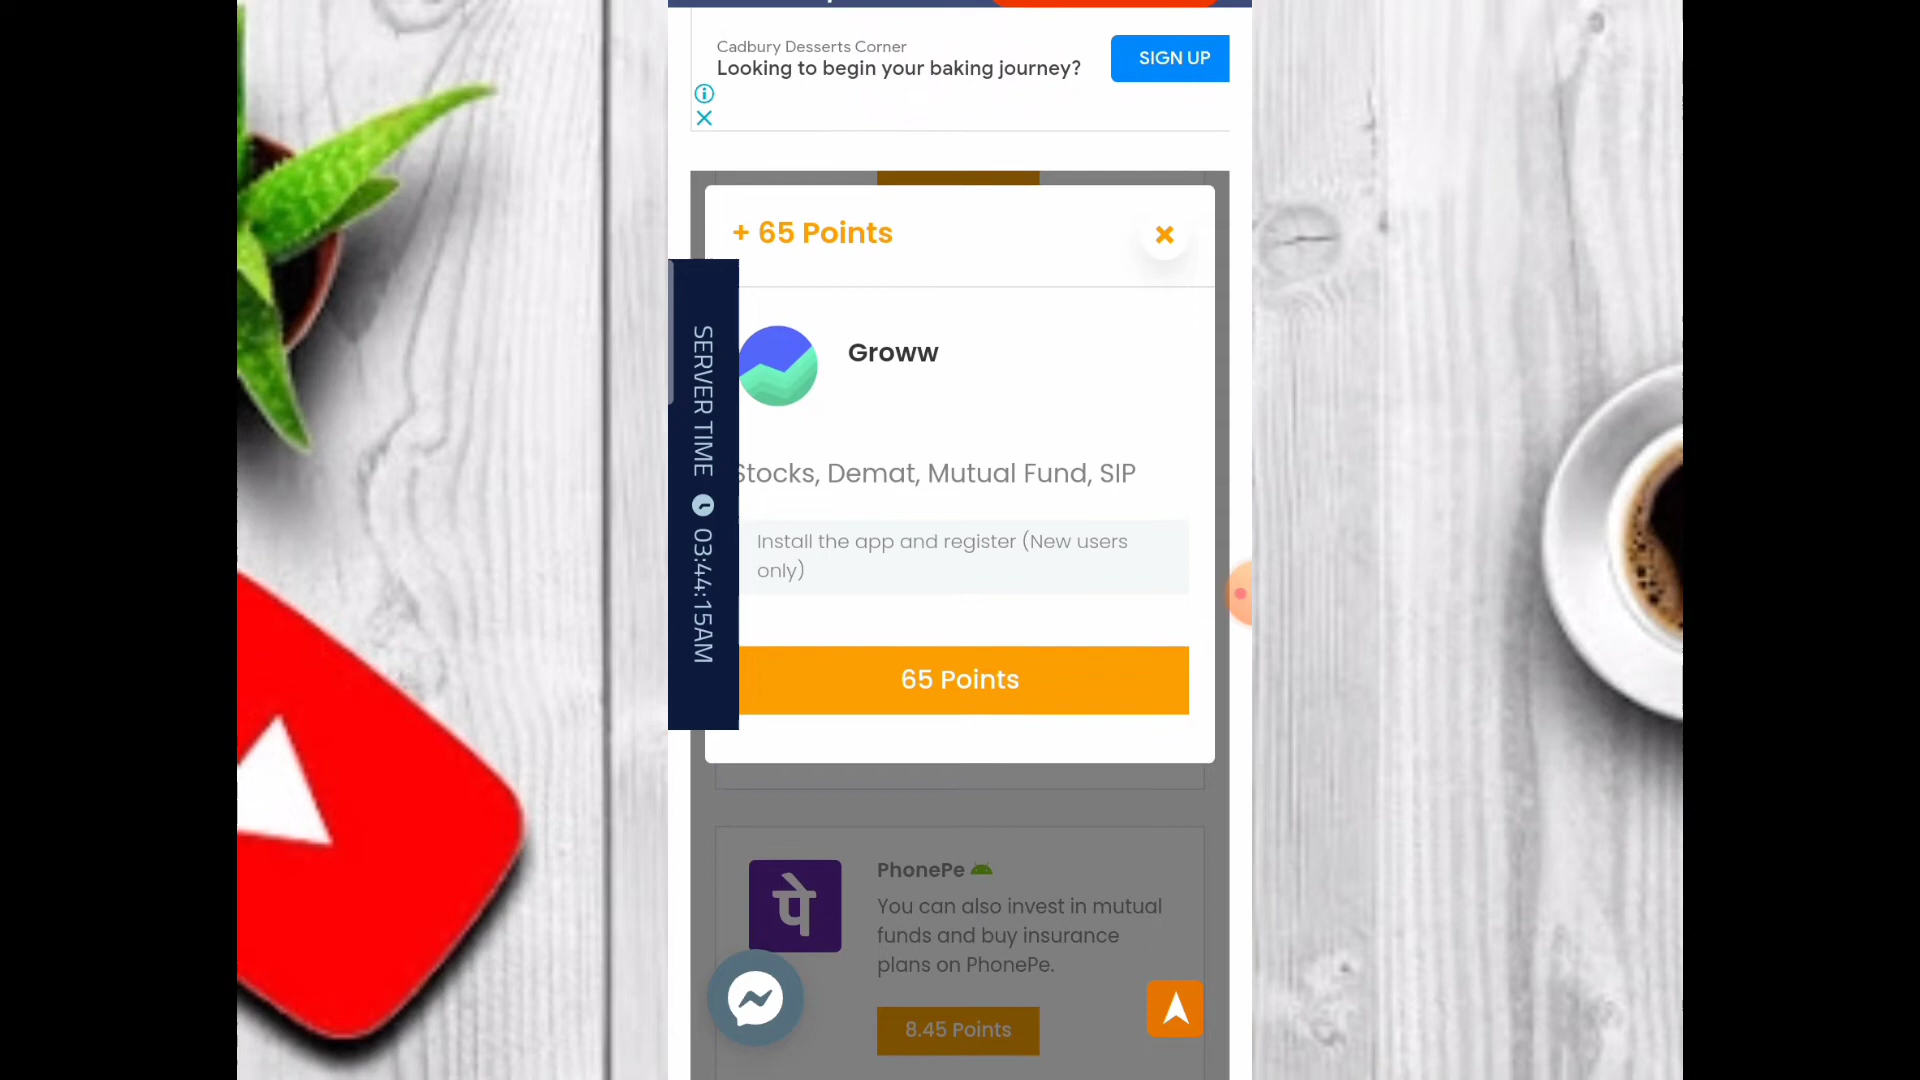 Cadbury Desserts Corner
Looking to begin your baking journey?
SIGN UP
+ 65 Points
Groww
Stocks, Demat, Mutual Fund, SIP
Install the app and register (New users
only)
65 Points
SERVER TIME 03:44:15AM
पे
PhonePe
You can also invest in mutual
funds and buy insurance
plans on PhonePe.
8.45 Points